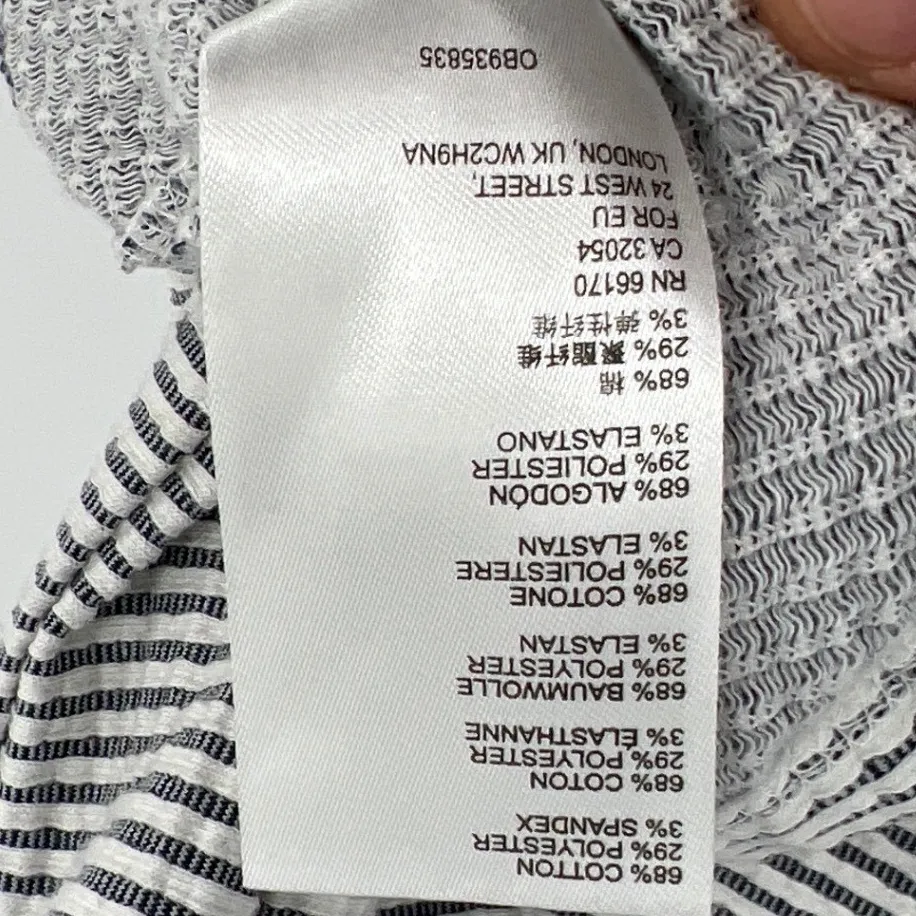 68% COTTON
29% POLYESTER
3% SPANDEX
68% COTON
29% POLYESTER
3% ÉLASTHANNE
68% BAUMWOLLE
29% POLYESTER
3% ELASTAN
68% COTONE
29% POLIESTERE
3% ELASTAN
68% ALGODÓN
29% POLIESTER
3% ELASTANO
68% 棉
29% 聚酯纤维
3% 弹性纤维
RN 66170
CA 32054
FOR EU
24 WEST STREET,
LONDON, UK WC2H9NA
OB935835